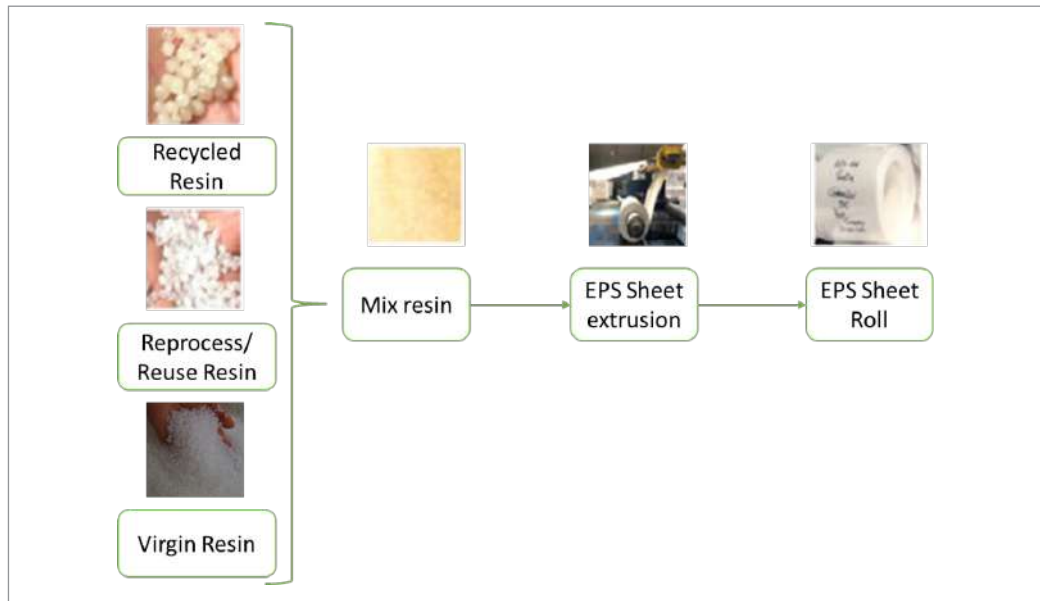 Recycled
Resin
Reprocess/
Reuse Resin
Virgin Resin
Mix resin
EPS Sheet
extrusion
EPS Sheet
Roll